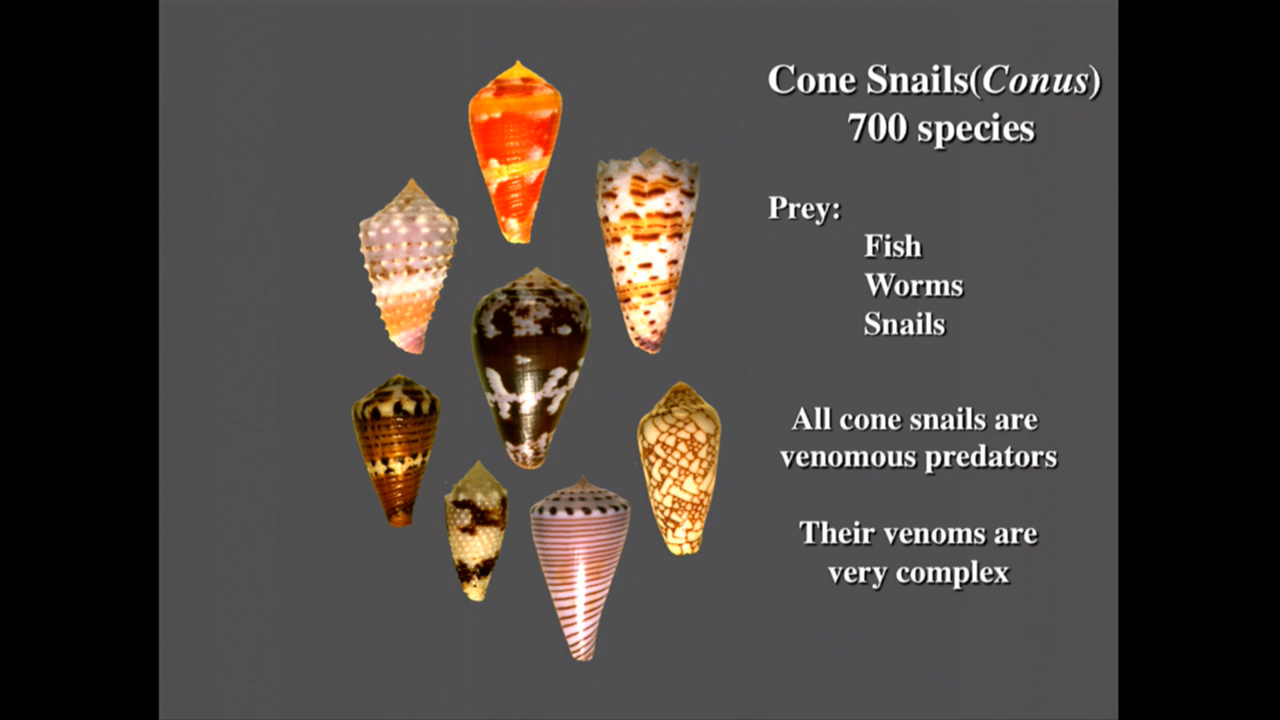 Cone Snails(Conus)
700 species
Prey:
Fish
Worms
Snails
All cone snails are
venomous predators
Their venoms are
very complex